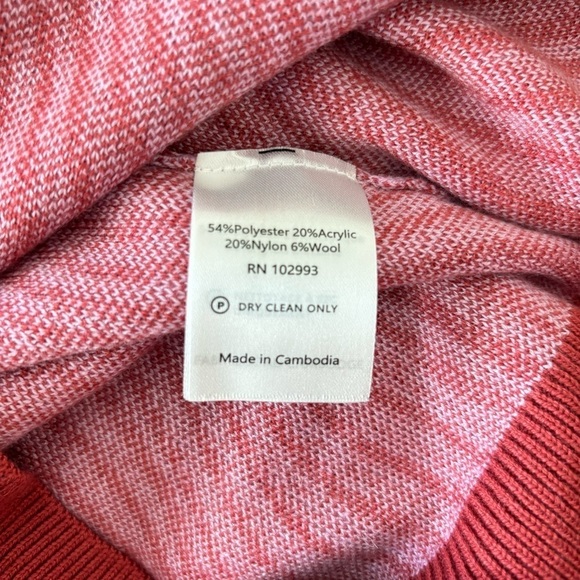 54%Polyester 20%Acrylic
20%Nylon 6%Wool
RN 102993
P DRY CLEAN ONLY
Made in Cambodia